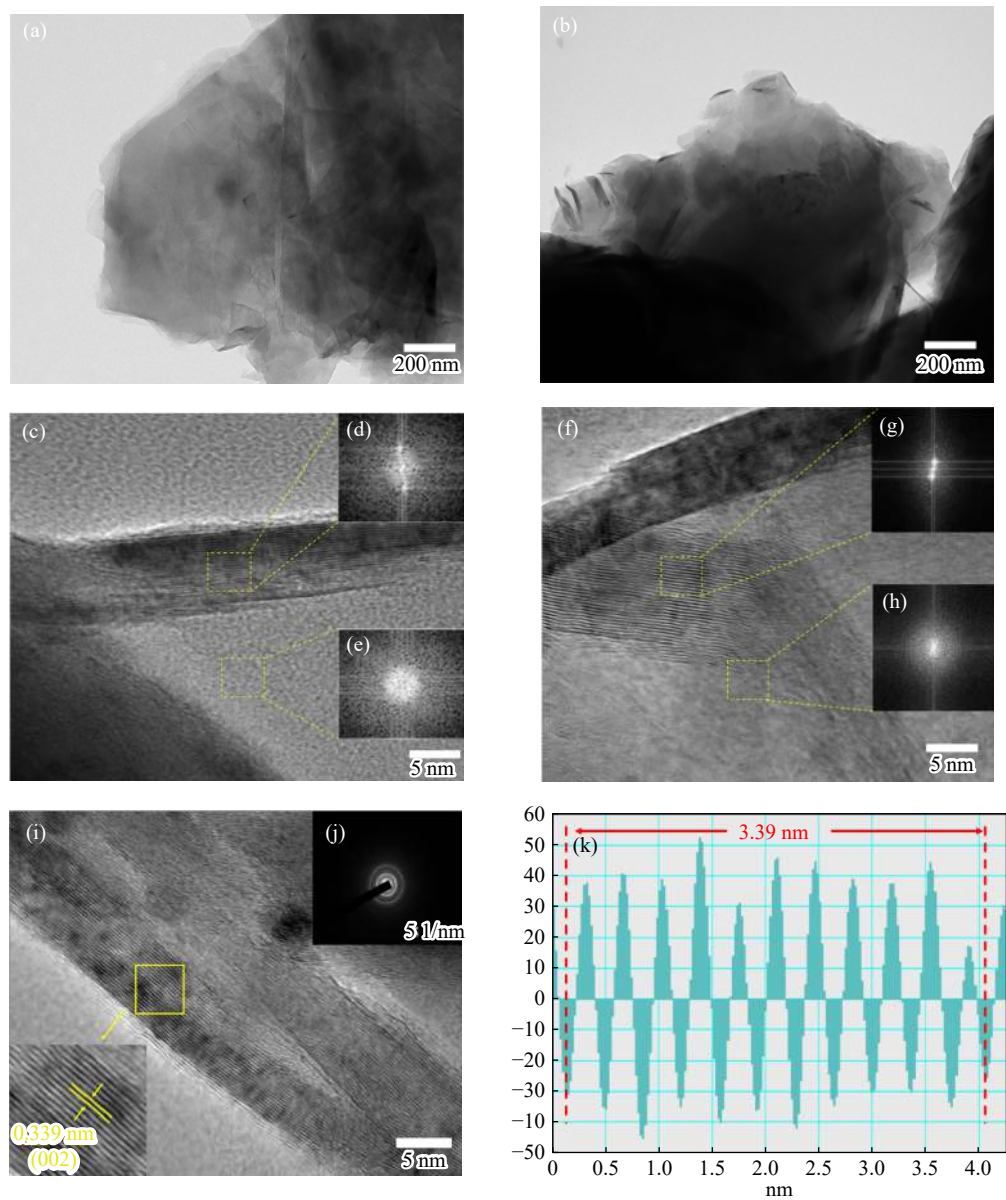 (a)
200 nm
(b)
200 nm
(c)
(d)
(e)
5 nm
(f)
(g)
(h)
5 nm
(i)
(j)
5 1/nm
0.339 nm
(002)
5 nm
(k)
3.39 nm
60
50
40
30
20
10
0
−10
−20
−30
−10
−50
0 0.5 1.0 1.5 2.0 2.5 3.0 3.5 4.0
nm